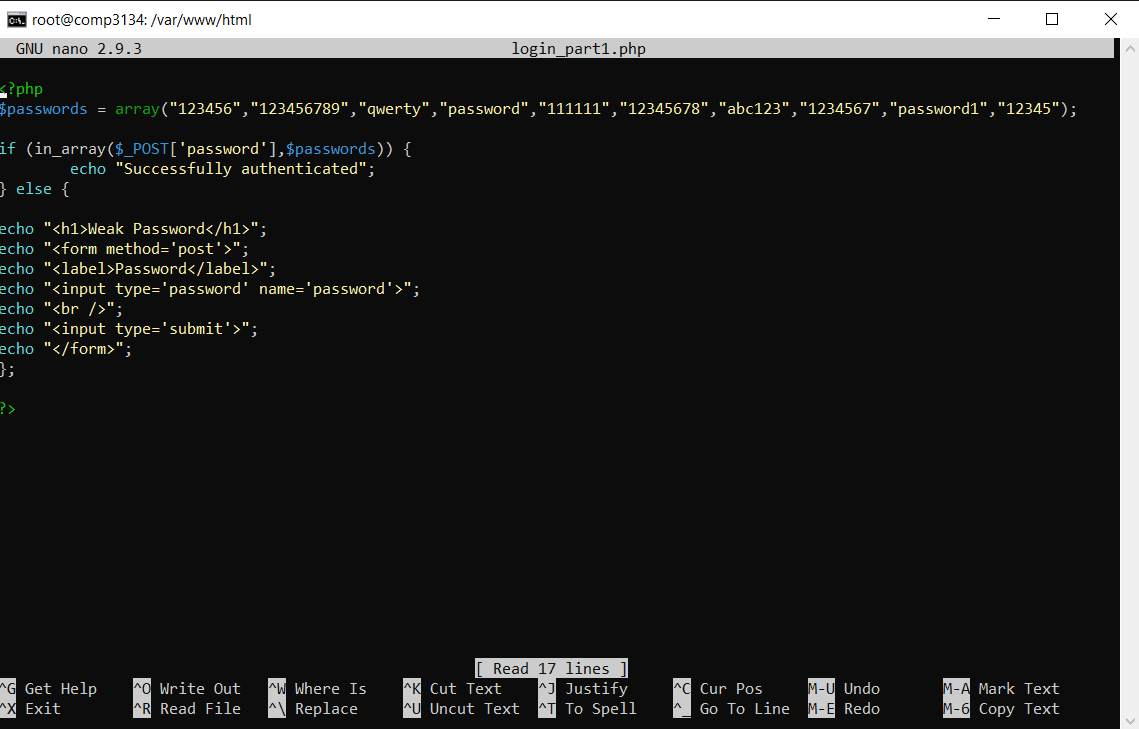 root@comp3134: /var/www/html
GNU nano 2.9.3 login_part1.php
<?php
$passwords = array("123456","123456789","qwerty","password","111111","12345678","abc123","1234567","password1","12345");
if (in_array($_POST['password'],$passwords)) {
        echo "Successfully authenticated";
} else {
echo "<h1>Weak Password</h1>";
echo "<form method='post'>";
echo "<label>Password</label>";
echo "<input type='password' name='password'>";
echo "<br />";
echo "<input type='submit'>";
echo "</form>";
};
?>
[ Read 17 lines ]
^G Get Help ^O Write Out ^W Where Is ^K Cut Text ^J Justify ^C Cur Pos M-U Undo M-A Mark Text
^X Exit ^R Read File ^\ Replace ^U Uncut Text ^T To Spell ^_ Go To Line M-E Redo M-6 Copy Text